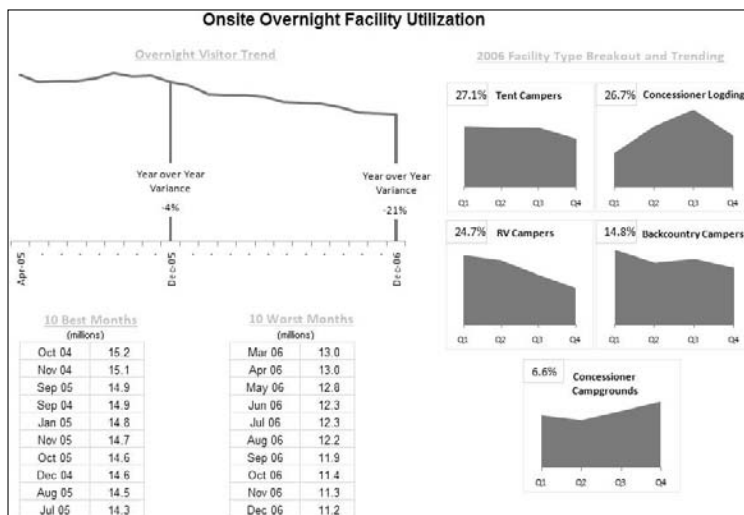 Onsite Overnight Facility Utilization
Overnight Visitor Trend
Year over Year
Variance
-4%
Year over Year
Variance
-21%
Apr-05
Dec-05
Dec-06
10 Best Months
(millions)
Oct 04 15.2
Nov 04 15.1
Sep 05 14.9
Sep 04 14.9
Jan 05 14.8
Nov 05 14.7
Oct 05 14.6
Dec 04 14.6
Aug 05 14.5
Jul 05 14.3
10 Worst Months
(millions)
Mar 06 13.0
Apr 06 13.0
May 06 12.8
Jun 06 12.3
Jul 06 12.3
Aug 06 12.2
Sep 06 11.9
Oct 06 11.4
Nov 06 11.3
Dec 06 11.2
2006 Facility Type Breakout and Trending
27.1% Tent Campers
Q1 Q2 Q3 Q4
26.7% Concessioner Logding
Q1 Q2 Q3 Q4
24.7% RV Campers
Q1 Q2 Q3 Q4
14.8% Backcountry Campers
Q1 Q2 Q3 Q4
6.6% Concessioner
Campgrounds
Q1 Q2 Q3 Q4